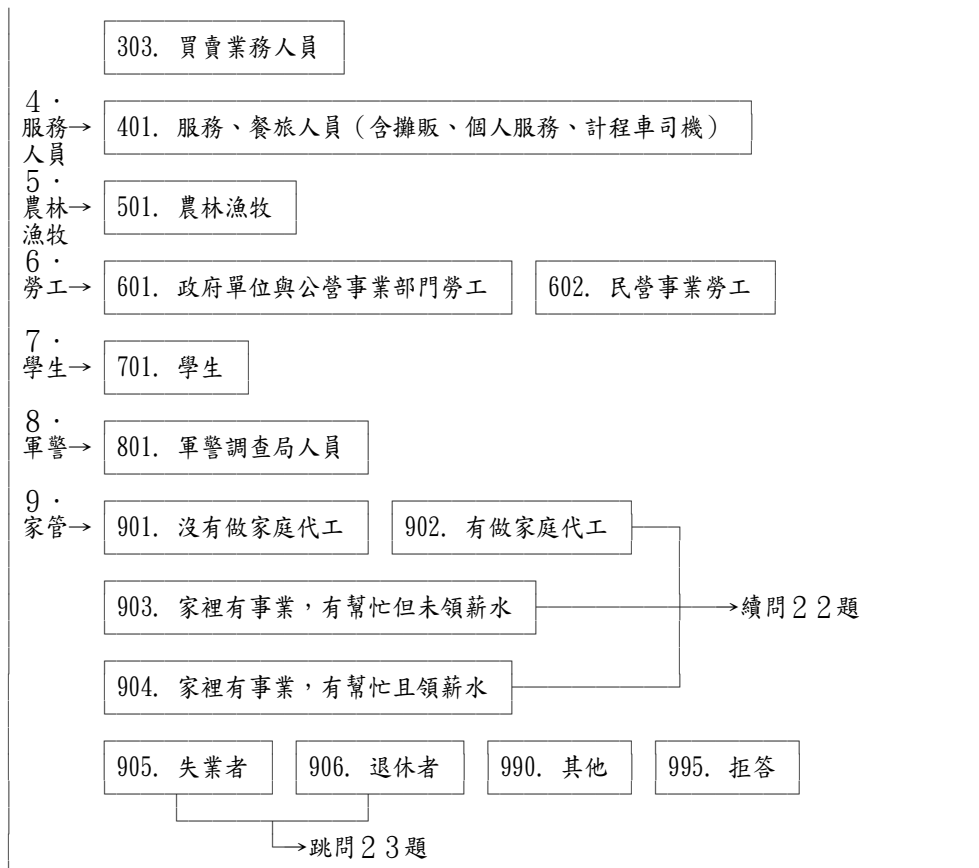 303. 買賣業務人員
4．
服務→ 401. 服務、餐旅人員（含攤販、個人服務、計程車司機）
人員
5．
農林→ 501. 農林漁牧
漁牧
6．
勞工→ 601. 政府單位與公營事業部門勞工 602. 民營事業勞工
7．
學生→ 701. 學生
8．
軍警→ 801. 軍警調查局人員
9．
家管→ 901. 沒有做家庭代工 902. 有做家庭代工
903. 家裡有事業，有幫忙但未領薪水 →續問２２題
904. 家裡有事業，有幫忙且領薪水
905. 失業者 906. 退休者 990. 其他 995. 拒答
→跳問２３題